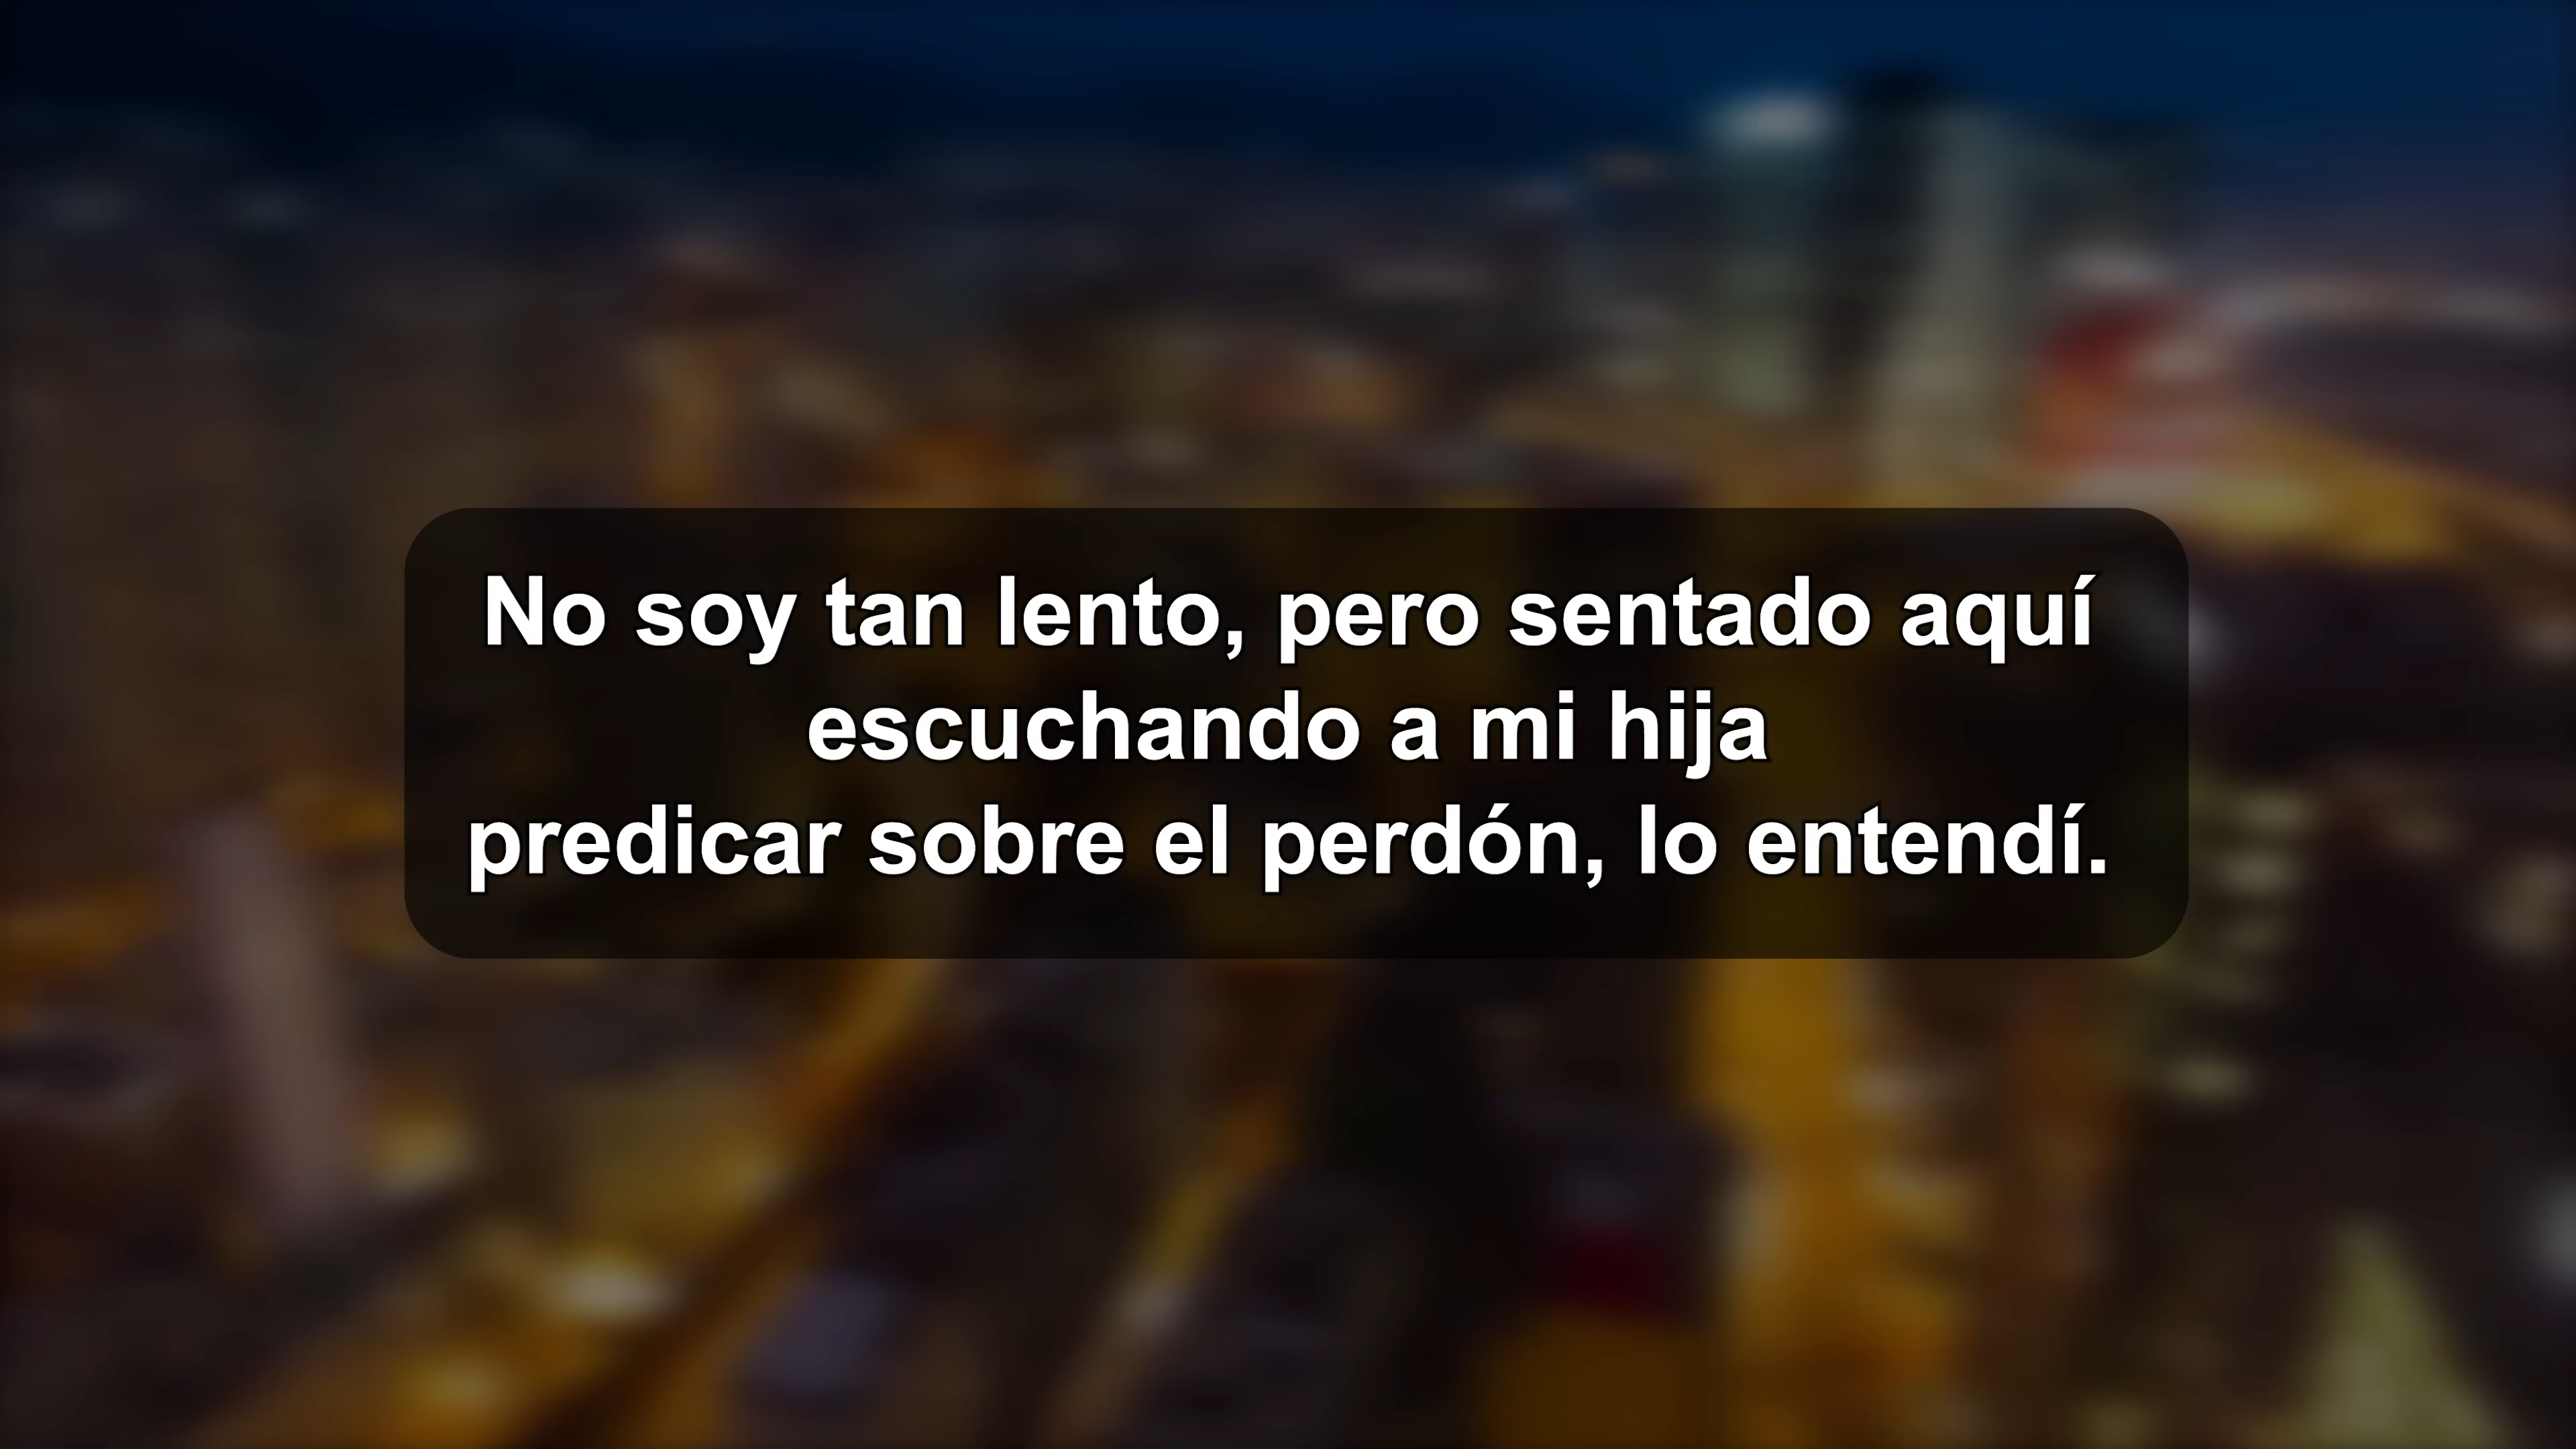 No soy tan lento, pero sentado aquí
escuchando a mi hija
predicar sobre el perdón, lo entendí.